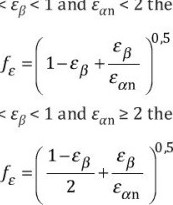 < ε_β < 1 and ε_αn < 2 the
f_ε = (1−ε_β + ε_β/ε_αn)^0,5
< ε_β < 1 and ε_αn ≥ 2 the
f_ε = ((1−ε_β)/2 + ε_β/ε_αn)^0,5